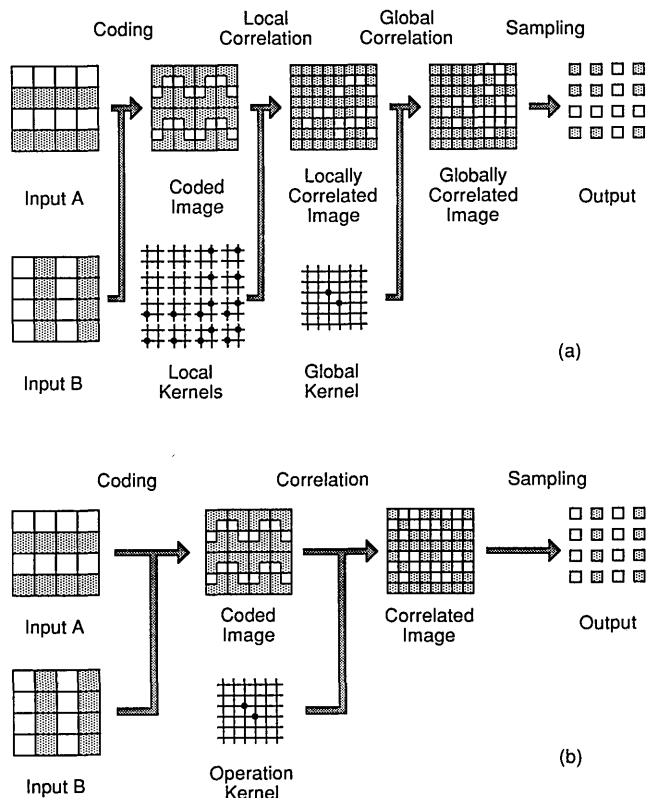 Coding
Local
Correlation
Global
Correlation
Sampling
Input A
Coded
Image
Locally
Correlated
Image
Globally
Correlated
Image
Output
Input B
Local
Kernels
Global
Kernel
(a)
Coding
Correlation
Sampling
Input A
Coded
Image
Correlated
Image
Output
Input B
Operation
Kernel
(b)